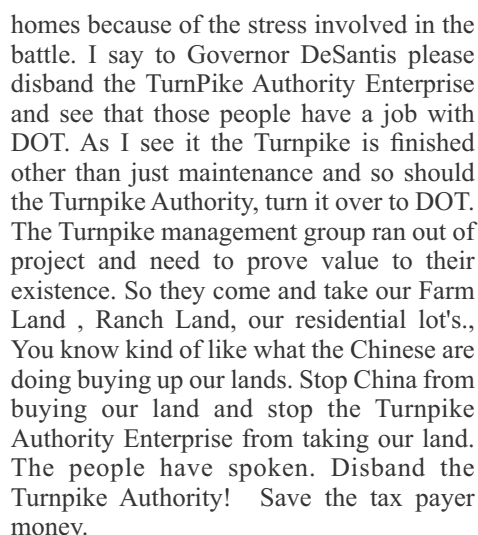 homes because of the stress involved in the
battle. I say to Governor DeSantis please
disband the TurnPike Authority Enterprise
and see that those people have a job with
DOT. As I see it the Turnpike is finished
other than just maintenance and so should
the Turnpike Authority, turn it over to DOT.
The Turnpike management group ran out of
project and need to prove value to their
existence. So they come and take our Farm
Land , Ranch Land, our residential lot's.,
You know kind of like what the Chinese are
doing buying up our lands. Stop China from
buying our land and stop the Turnpike
Authority Enterprise from taking our land.
The people have spoken. Disband the
Turnpike Authority!  Save the tax payer
money.